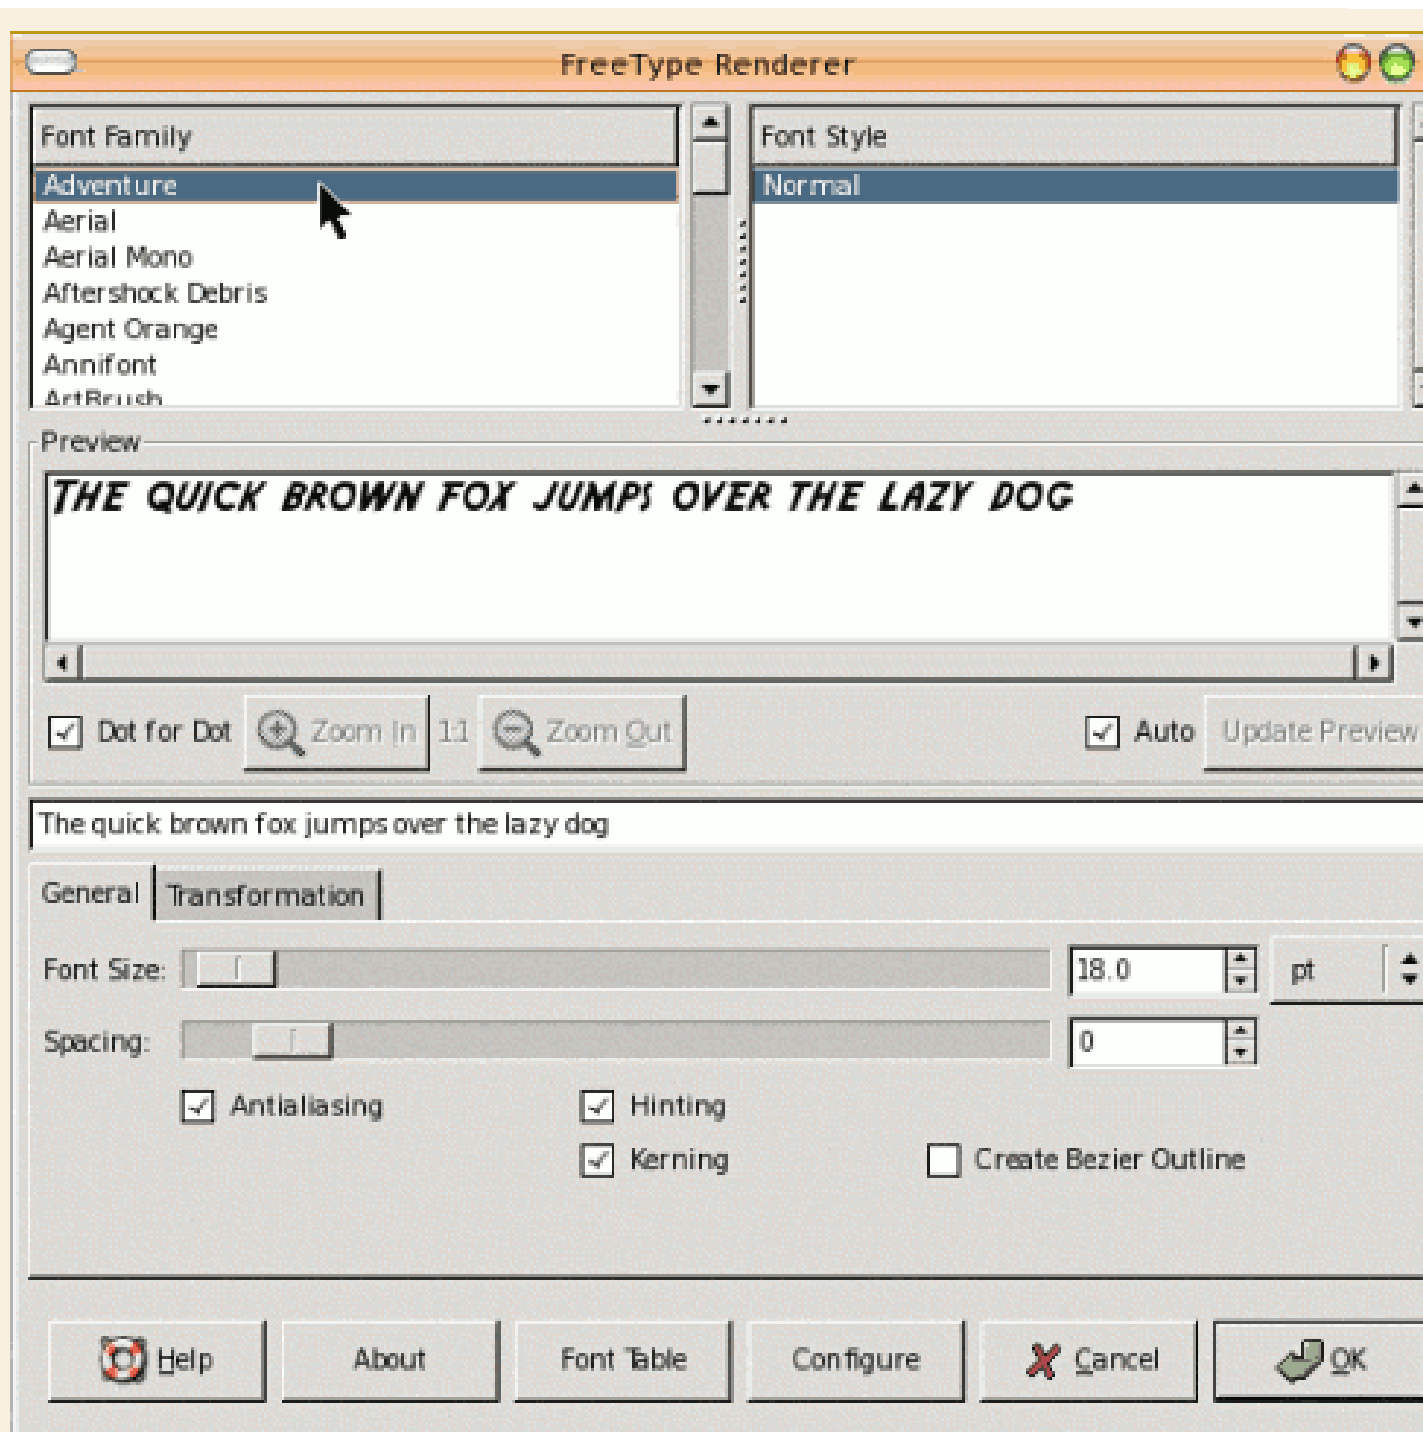 FreeType Renderer
Font Family
Font Style
Adventure
Normal
Aerial
Aerial Mono
Aftershock Debris
Agent Orange
Annifont
ArtBrush
Preview
THE QUICK BROWN FOX JUMPS OVER THE LAZY DOG
Dot for Dot Zoom In 1:1 Zoom Out Auto Update Preview
The quick brown fox jumps over the lazy dog
General Transformation
Font Size: 18.0 pt
Spacing: 0
Antialiasing Hinting
Kerning Create Bezier Outline
Help About Font Table Configure Cancel OK